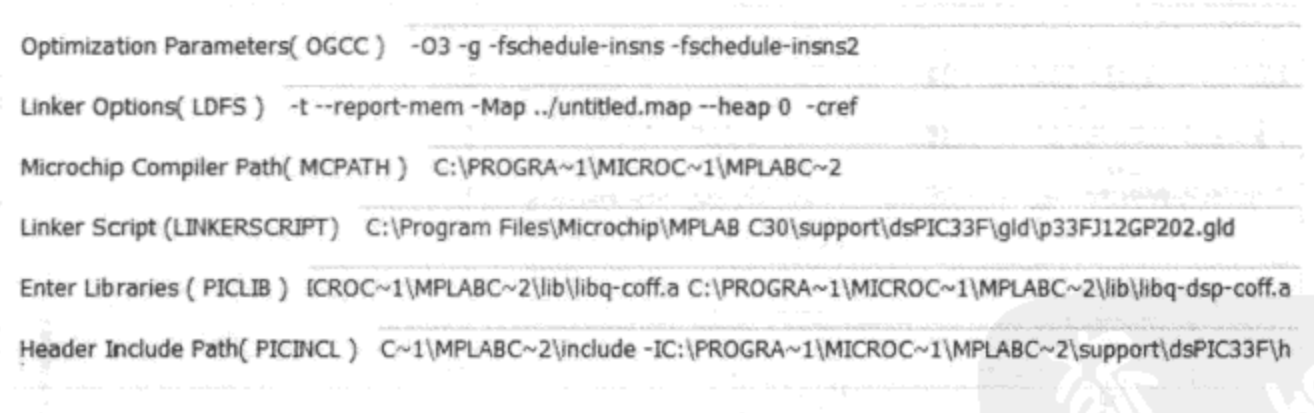 Optimization Parameters( OGCC )   -O3 -g -fschedule-insns -fschedule-insns2
Linker Options( LDFS )   -t --report-mem -Map ../untitled.map --heap 0  -cref
Microchip Compiler Path( MCPATH )   C:\PROGRA~1\MICROC~1\MPLABC~2
Linker Script (LINKERSCRIPT)   C:\Program Files\Microchip\MPLAB C30\support\dsPIC33F\gld\p33FJ12GP202.gld
Enter Libraries ( PICLIB )   ICROC~1\MPLABC~2\lib\libq-coff.a C:\PROGRA~1\MICROC~1\MPLABC~2\lib\libq-dsp-coff.a
Header Include Path( PICINCL )   C~1\MPLABC~2\include -IC:\PROGRA~1\MICROC~1\MPLABC~2\support\dsPIC33F\h